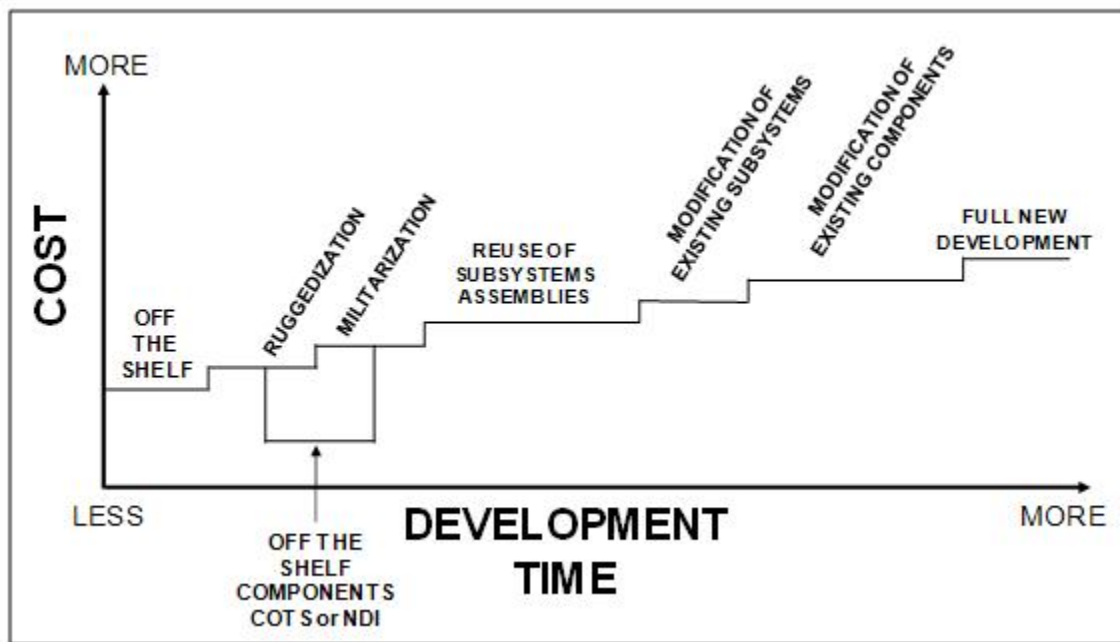 MORE
COST
OFF
THE
SHELF
RUGGEDIZATION
MILITARIZATION
REUSE OF
SUBSYSTEMS
ASSEMBLIES
MODIFICATION OF
EXISTING SUBSYSTEMS
MODIFICATION OF
EXISTING COMPONENTS
FULL NEW
DEVELOPMENT
LESS
DEVELOPMENT
TIME
MORE
OFF THE
SHELF
COMPONENTS
COTS or NDI